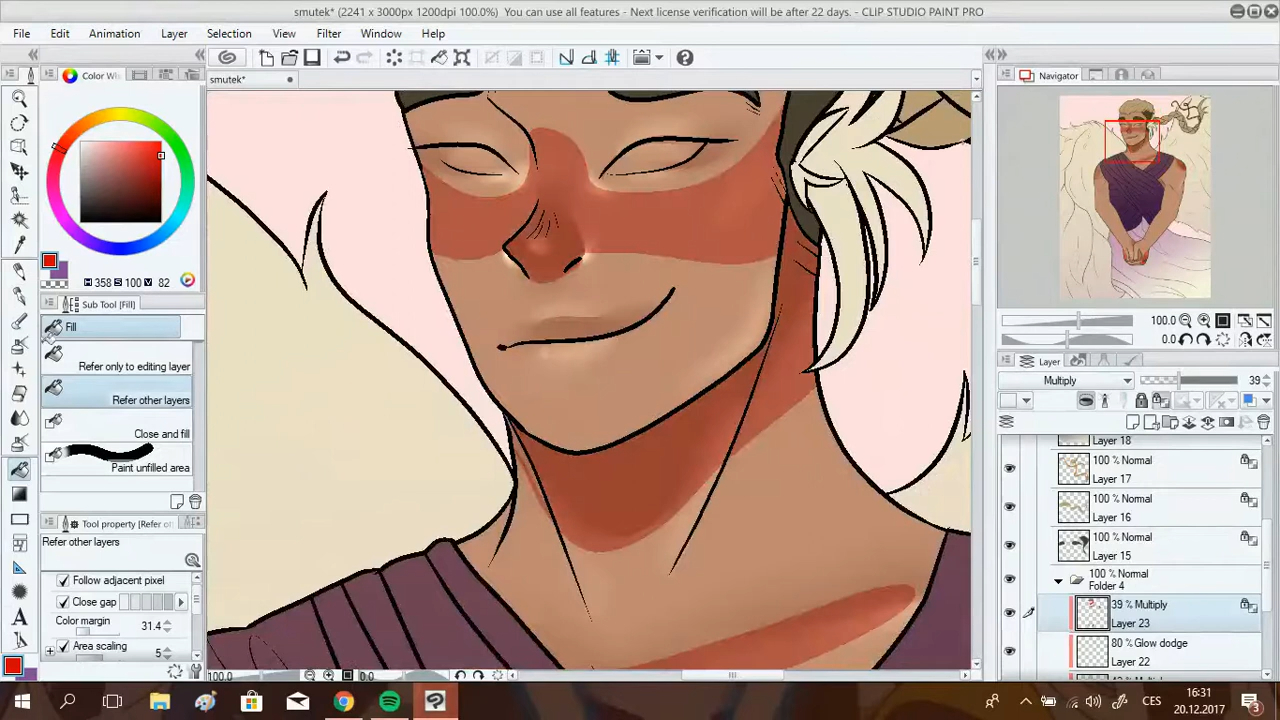 smutek* (2241 x 3000px 1200dpi 100.0%) You can use all features - Next license verification will be after 22 days. - CLIP STUDIO PAINT PRO
File Edit Animation Layer Selection View Filter Window Help
smutek*
Color Wh
Navigator
H 358 S 100 V 82
Sub Tool [Fill]
Fill
Refer only to editing layer
Refer other layers
Close and fill
Paint unfilled area
Tool property [Refer o
Refer other layers
Follow adjacent pixel
Close gap
Color margin
31.4
Area scaling
5
100.0
0.0
100.0
0.0
Layer
Multiply
39
Layer 18
100 % Normal
Layer 17
100 % Normal
Layer 16
100 % Normal
Layer 15
100 % Normal
Folder 4
39 % Multiply
Layer 23
80 % Glow dodge
Layer 22
CES
16:31
20.12.2017
3